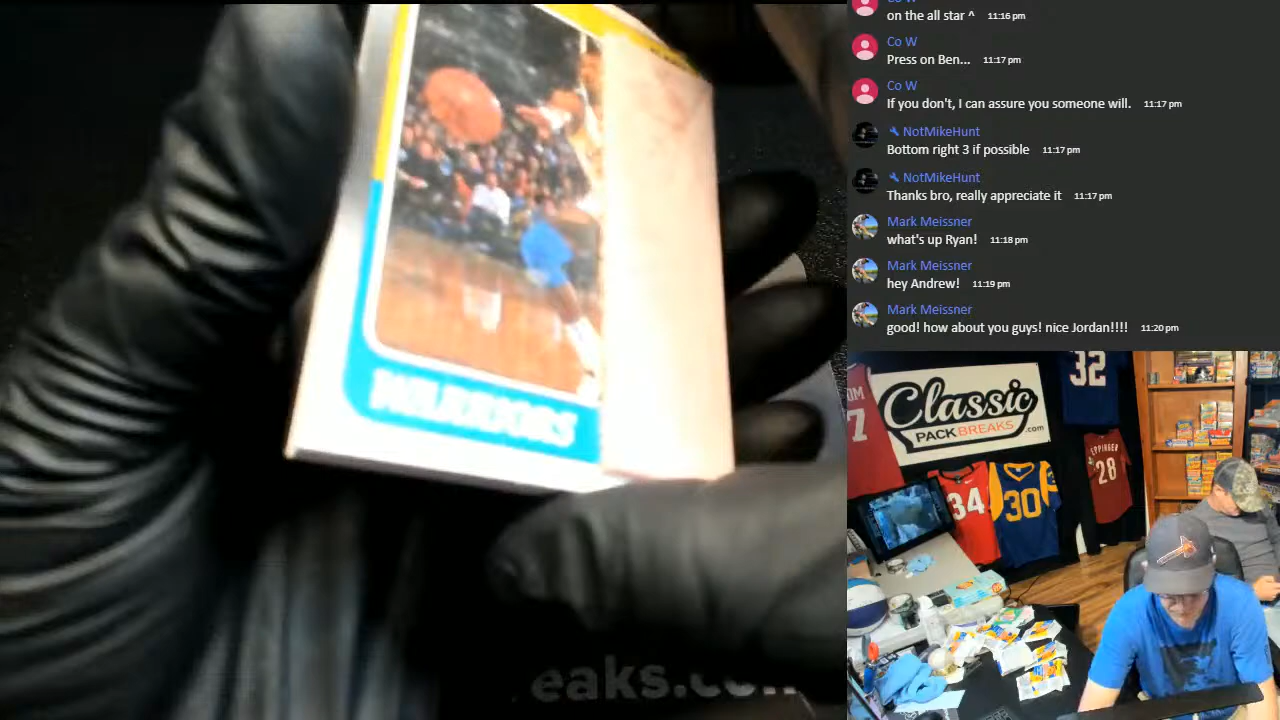 on the all star ^ 11:16 pm
Co W
Press on Ben... 11:17 pm
Co W
If you don't, I can assure you someone will. 11:17 pm
NotMikeHunt
Bottom right 3 if possible 11:17 pm
NotMikeHunt
Thanks bro, really appreciate it 11:17 pm
Mark Meissner
what's up Ryan! 11:18 pm
Mark Meissner
hey Andrew! 11:19 pm
Mark Meissner
good! how about you guys! nice Jordan!!!! 11:20 pm
Classic
PACKBREAKS.com
32
7
34
30
EPPINGER
28
eaks.com